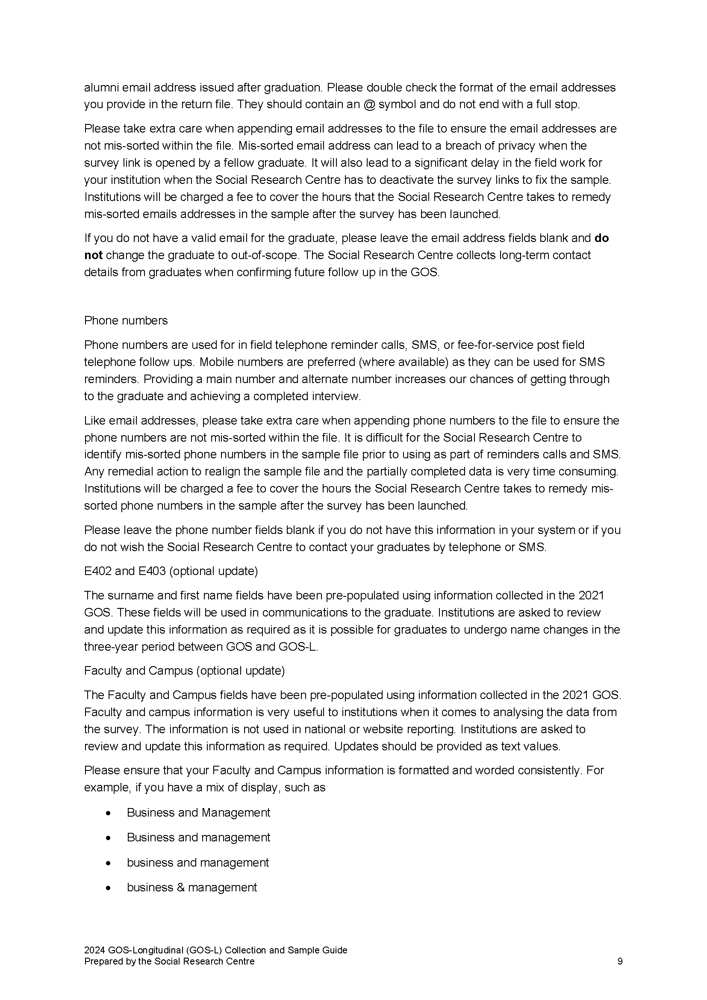 alumni email address issued after graduation. Please double check the format of the email addresses
you provide in the return file. They should contain an @ symbol and do not end with a full stop.
Please take extra care when appending email addresses to the file to ensure the email addresses are
not mis-sorted within the file. Mis-sorted email address can lead to a breach of privacy when the
survey link is opened by a fellow graduate. It will also lead to a significant delay in the field work for
your institution when the Social Research Centre has to deactivate the survey links to fix the sample.
Institutions will be charged a fee to cover the hours that the Social Research Centre takes to remedy
mis-sorted emails addresses in the sample after the survey has been launched.
If you do not have a valid email for the graduate, please leave the email address fields blank and do
not change the graduate to out-of-scope. The Social Research Centre collects long-term contact
details from graduates when confirming future follow up in the GOS.
Phone numbers
Phone numbers are used for in field telephone reminder calls, SMS, or fee-for-service post field
telephone follow ups. Mobile numbers are preferred (where available) as they can be used for SMS
reminders. Providing a main number and alternate number increases our chances of getting through
to the graduate and achieving a completed interview.
Like email addresses, please take extra care when appending phone numbers to the file to ensure the
phone numbers are not mis-sorted within the file. It is difficult for the Social Research Centre to
identify mis-sorted phone numbers in the sample file prior to using as part of reminders calls and SMS.
Any remedial action to realign the sample file and the partially completed data is very time consuming.
Institutions will be charged a fee to cover the hours the Social Research Centre takes to remedy mis-
sorted phone numbers in the sample after the survey has been launched.
Please leave the phone number fields blank if you do not have this information in your system or if you
do not wish the Social Research Centre to contact your graduates by telephone or SMS.
E402 and E403 (optional update)
The surname and first name fields have been pre-populated using information collected in the 2021
GOS. These fields will be used in communications to the graduate. Institutions are asked to review
and update this information as required as it is possible for graduates to undergo name changes in the
three-year period between GOS and GOS-L.
Faculty and Campus (optional update)
The Faculty and Campus fields have been pre-populated using information collected in the 2021 GOS.
Faculty and campus information is very useful to institutions when it comes to analysing the data from
the survey. The information is not used in national or website reporting. Institutions are asked to
review and update this information as required. Updates should be provided as text values.
Please ensure that your Faculty and Campus information is formatted and worded consistently. For
example, if you have a mix of display, such as
• Business and Management
• Business and management
• business and management
• business & management
2024 GOS-Longitudinal (GOS-L) Collection and Sample Guide
Prepared by the Social Research Centre 9